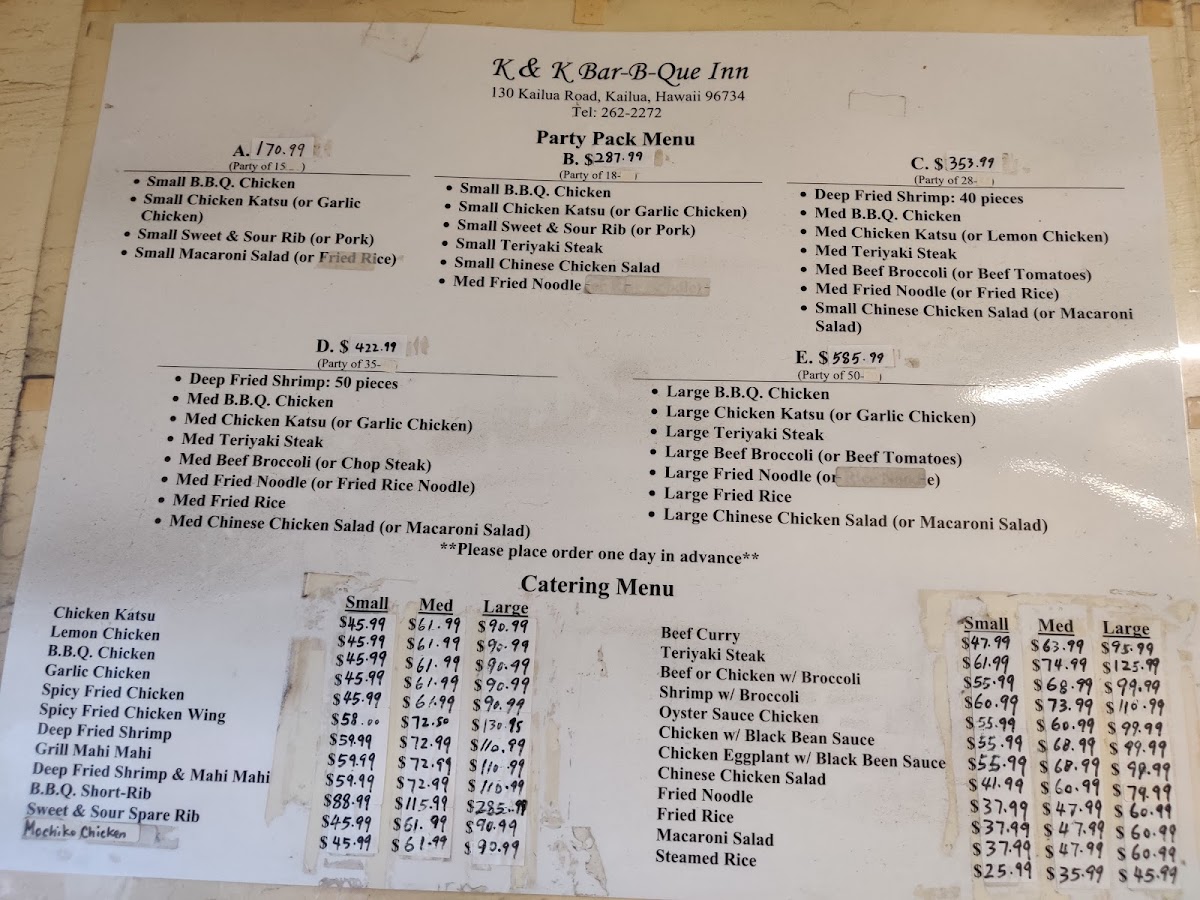 K & K Bar-B-Que Inn
130 Kailua Road, Kailua, Hawaii 96734
Tel: 262-2272
Party Pack Menu
A. 170.99
(Party of 15 )
• Small B.B.Q. Chicken
• Small Chicken Katsu (or Garlic
Chicken)
• Small Sweet & Sour Rib (or Pork)
• Small Macaroni Salad (or Fried Rice)
B. $287.99
(Party of 18- )
• Small B.B.Q. Chicken
• Small Chicken Katsu (or Garlic Chicken)
• Small Sweet & Sour Rib (or Pork)
• Small Teriyaki Steak
• Small Chinese Chicken Salad
• Med Fried Noodle
C. $353.99
(Party of 28- )
• Deep Fried Shrimp: 40 pieces
• Med B.B.Q. Chicken
• Med Chicken Katsu (or Lemon Chicken)
• Med Teriyaki Steak
• Med Beef Broccoli (or Beef Tomatoes)
• Med Fried Noodle (or Fried Rice)
• Small Chinese Chicken Salad (or Macaroni
Salad)
D. $ 422.99
(Party of 35- )
• Deep Fried Shrimp: 50 pieces
• Med B.B.Q. Chicken
• Med Chicken Katsu (or Garlic Chicken)
• Med Teriyaki Steak
• Med Beef Broccoli (or Chop Steak)
• Med Fried Noodle (or Fried Rice Noodle)
• Med Fried Rice
• Med Chinese Chicken Salad (or Macaroni Salad)
E. $585.99
(Party of 50- )
• Large B.B.Q. Chicken
• Large Chicken Katsu (or Garlic Chicken)
• Large Teriyaki Steak
• Large Beef Broccoli (or Beef Tomatoes)
• Large Fried Noodle (or Rice Noodle)
• Large Fried Rice
• Large Chinese Chicken Salad (or Macaroni Salad)
**Please place order one day in advance**
Catering Menu
Small Med Large
Chicken Katsu $45.99 $61.99 $90.99
Lemon Chicken $45.99 $61.99 $90.99
B.B.Q. Chicken $45.99 $61.99 $90.99
Garlic Chicken $45.99 $61.99 $90.99
Spicy Fried Chicken $45.99 $61.99 $90.99
Spicy Fried Chicken Wing $58.00 $72.50 $130.95
Deep Fried Shrimp $59.99 $72.99 $110.99
Grill Mahi Mahi $59.99 $72.99 $110.99
Deep Fried Shrimp & Mahi Mahi $59.99 $72.99 $110.99
B.B.Q. Short-Rib $88.99 $115.99 $285.99
Sweet & Sour Spare Rib $45.99 $61.99 $90.99
Mochiko Chicken $45.99 $61.99 $90.99
Small Med Large
Beef Curry $47.99 $63.99 $95.99
Teriyaki Steak $61.99 $74.99 $125.99
Beef or Chicken w/ Broccoli $55.99 $68.99 $99.99
Shrimp w/ Broccoli $60.99 $73.99 $110.99
Oyster Sauce Chicken $55.99 $60.99 $99.99
Chicken w/ Black Bean Sauce $55.99 $68.99 $99.99
Chicken Eggplant w/ Black Been Sauce $55.99 $68.99 $99.99
Chinese Chicken Salad $41.99 $60.99 $79.99
Fried Noodle $37.99 $47.99 $60.99
Fried Rice $37.99 $47.99 $60.99
Macaroni Salad $37.99 $47.99 $60.99
Steamed Rice $25.99 $35.99 $45.99